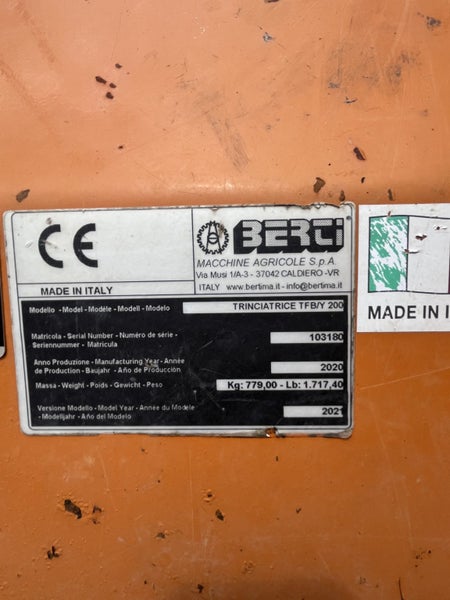 CE
MADE IN ITALY
BERTI
MACCHINE AGRICOLE S.p.A.
Via Musi 1/A-3 - 37042 CALDIERO -VR
ITALY www.bertima.it - info@bertima.it
Modello - Model - Modèle - Modell - Modelo
TRINCIATRICE TFB/Y 200
Matricola - Serial Number - Numéro de série -
Seriennummer - Matricula
103180
Anno Produzione - Manufacturing Year - Année
de Production - Baujahr - Año de Producción
2020
Massa - Weight - Poids - Gewicht - Peso
Kg: 779,00 - Lb: 1.717,40
Versione Modello - Model Year - Année du Modèle
- Modelljahr - Año del Modelo
2021
MADE IN I